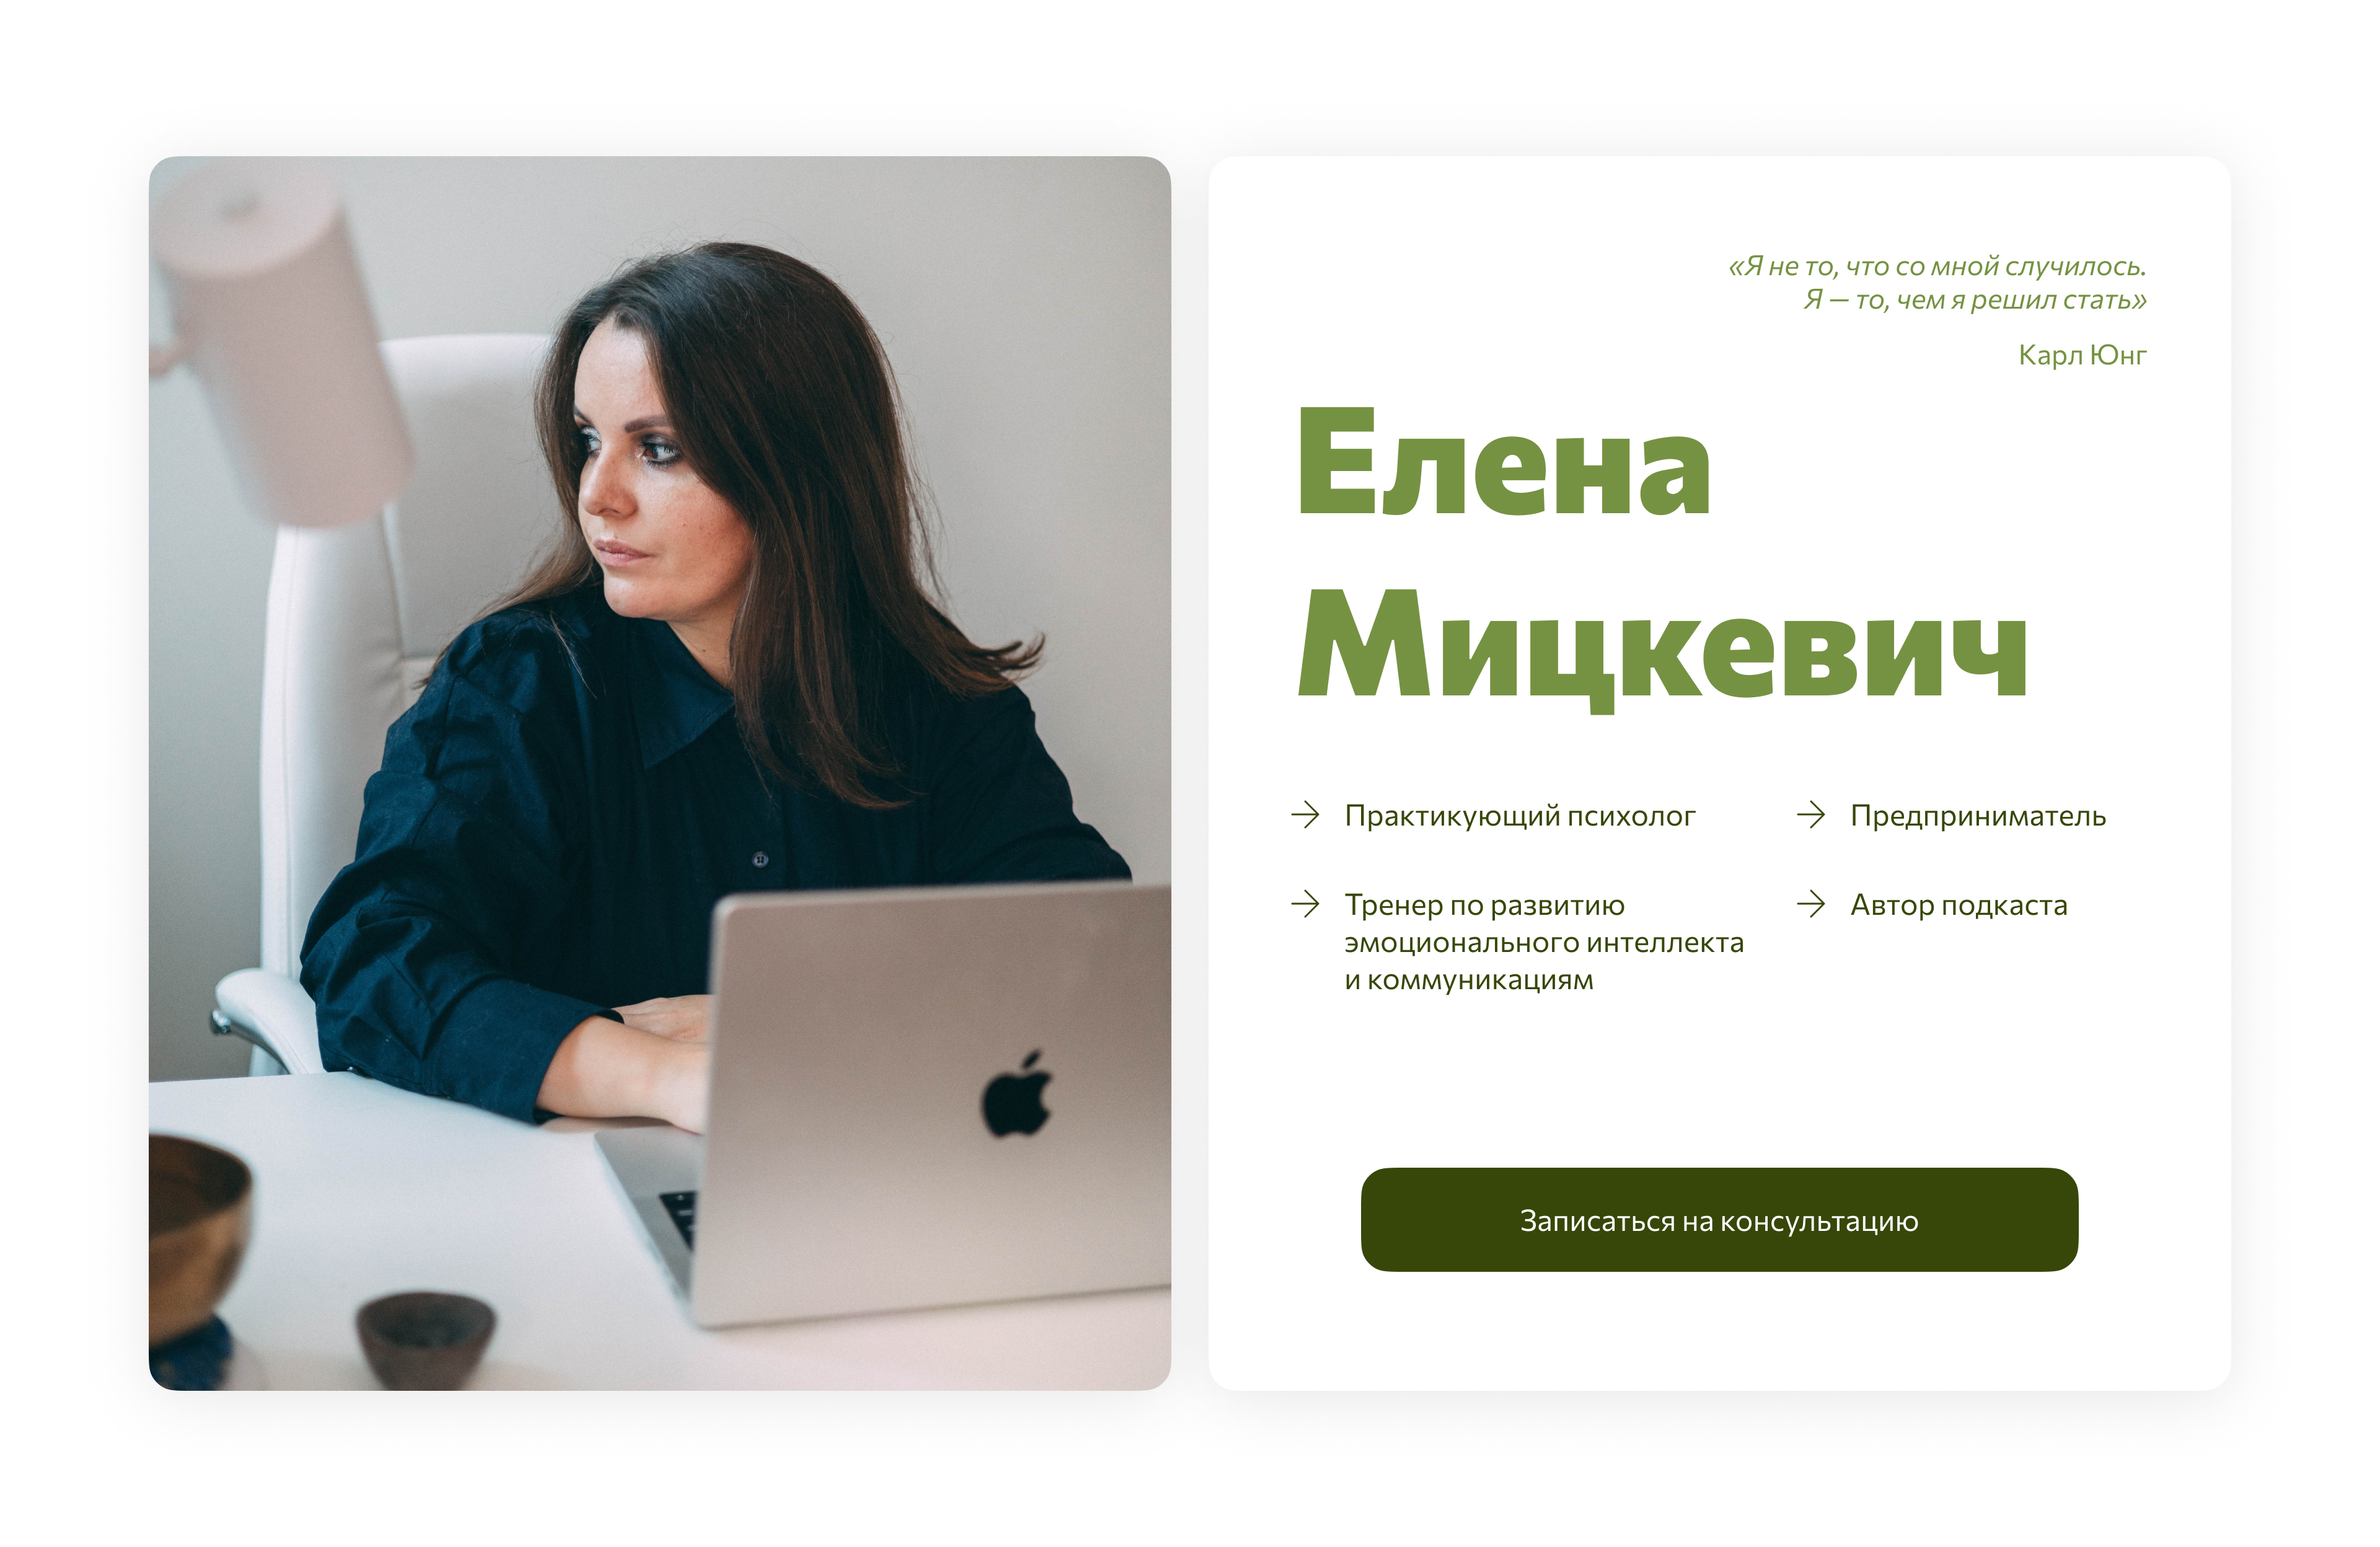 «Я не то, что со мной случилось.
Я — то, чем я решил стать»
Карл Юнг
Елена
Мицкевич
Практикующий психолог
Предприниматель
Тренер по развитию
эмоционального интеллекта
и коммуникациям
Автор подкаста
Записаться на консультацию